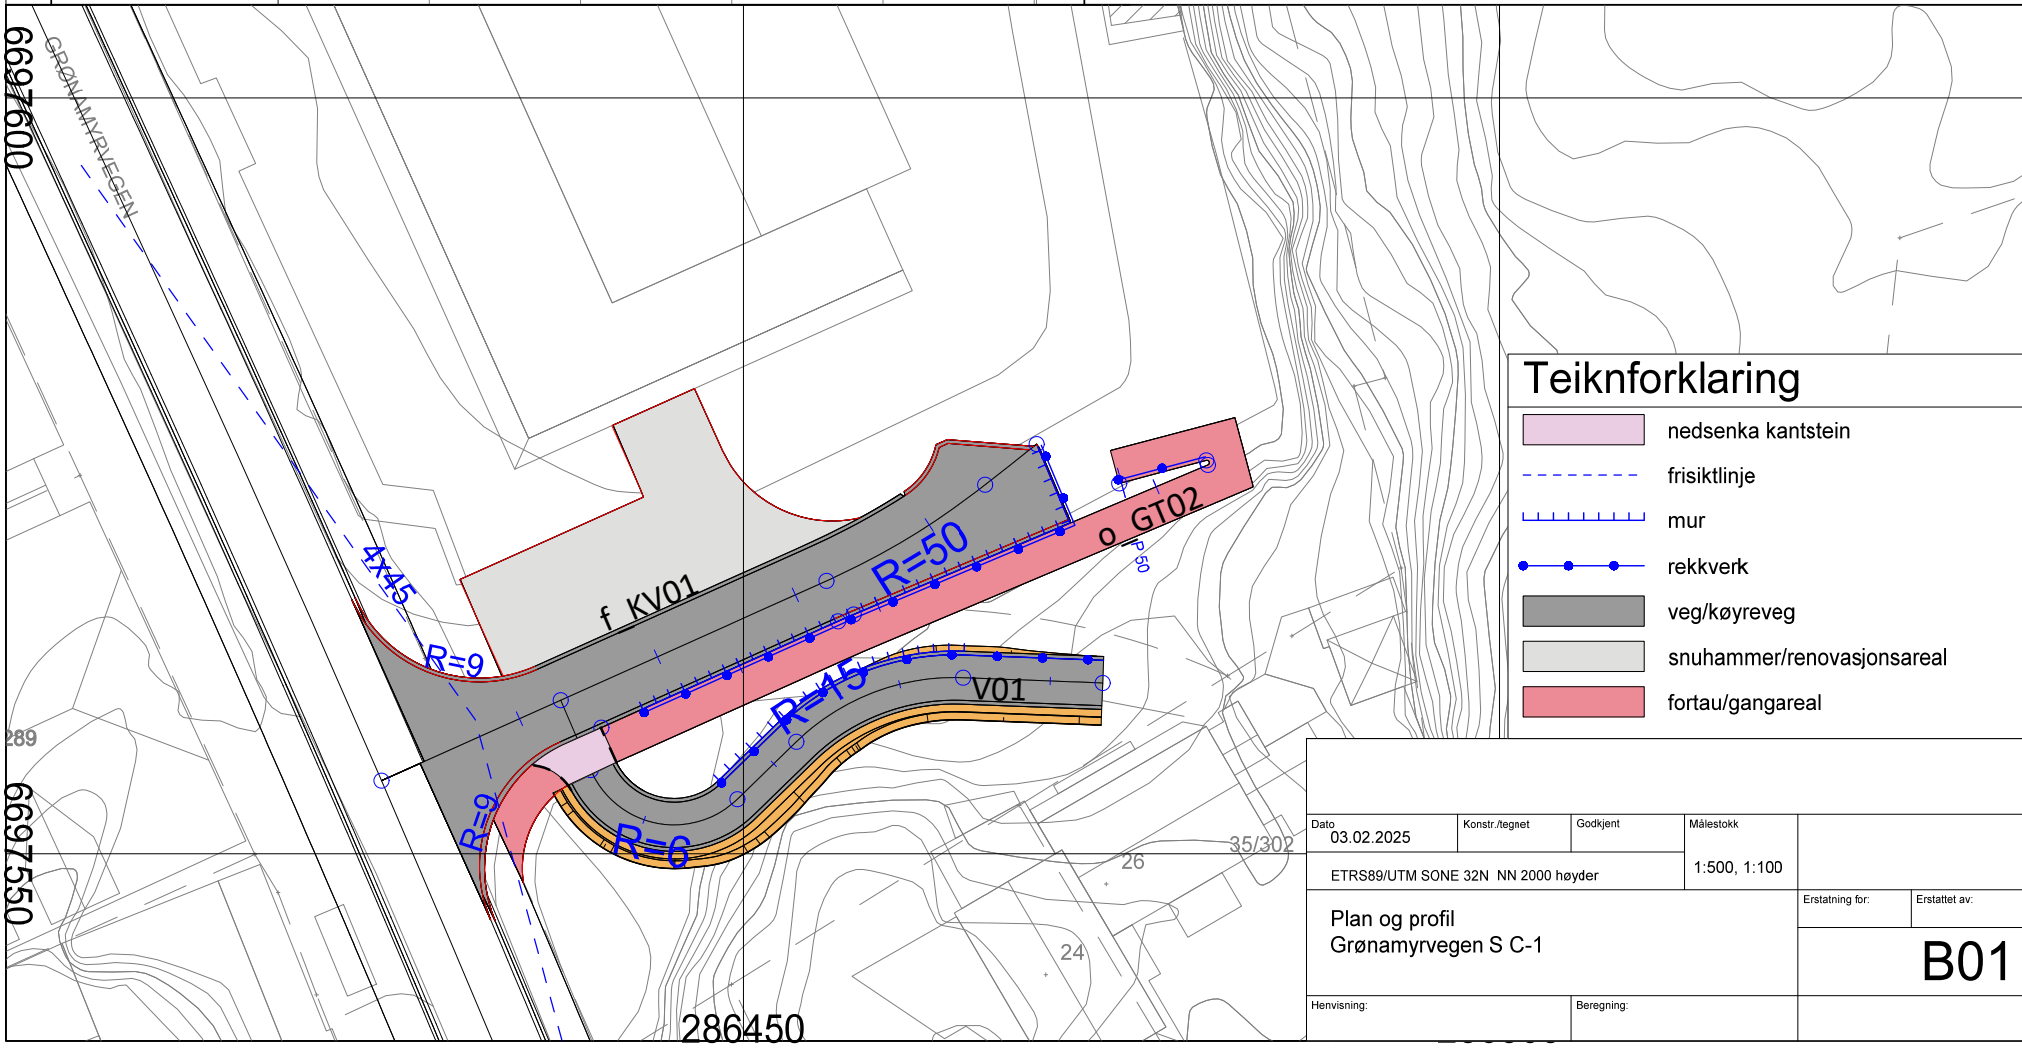 6697600
GRØNAMYRVEGEN
4x45
R=9
f_KV01
R=50
o_GT02
P 50
R=15
V01
R=9
R=6
289
6697550
286450
26
35/302
24
Teiknforklaring
nedsenka kantstein
frisiktlinje
mur
rekkverk
veg/køyreveg
snuhammer/renovasjonsareal
fortau/gangareal
Dato
03.02.2025
Konstr./tegnet
Godkjent
Målestokk
1:500, 1:100
ETRS89/UTM SONE 32N NN 2000 høyder
Plan og profil
Grønamyrvegen S C-1
Erstatning for:
Erstattet av:
B01
Henvisning:
Beregning: